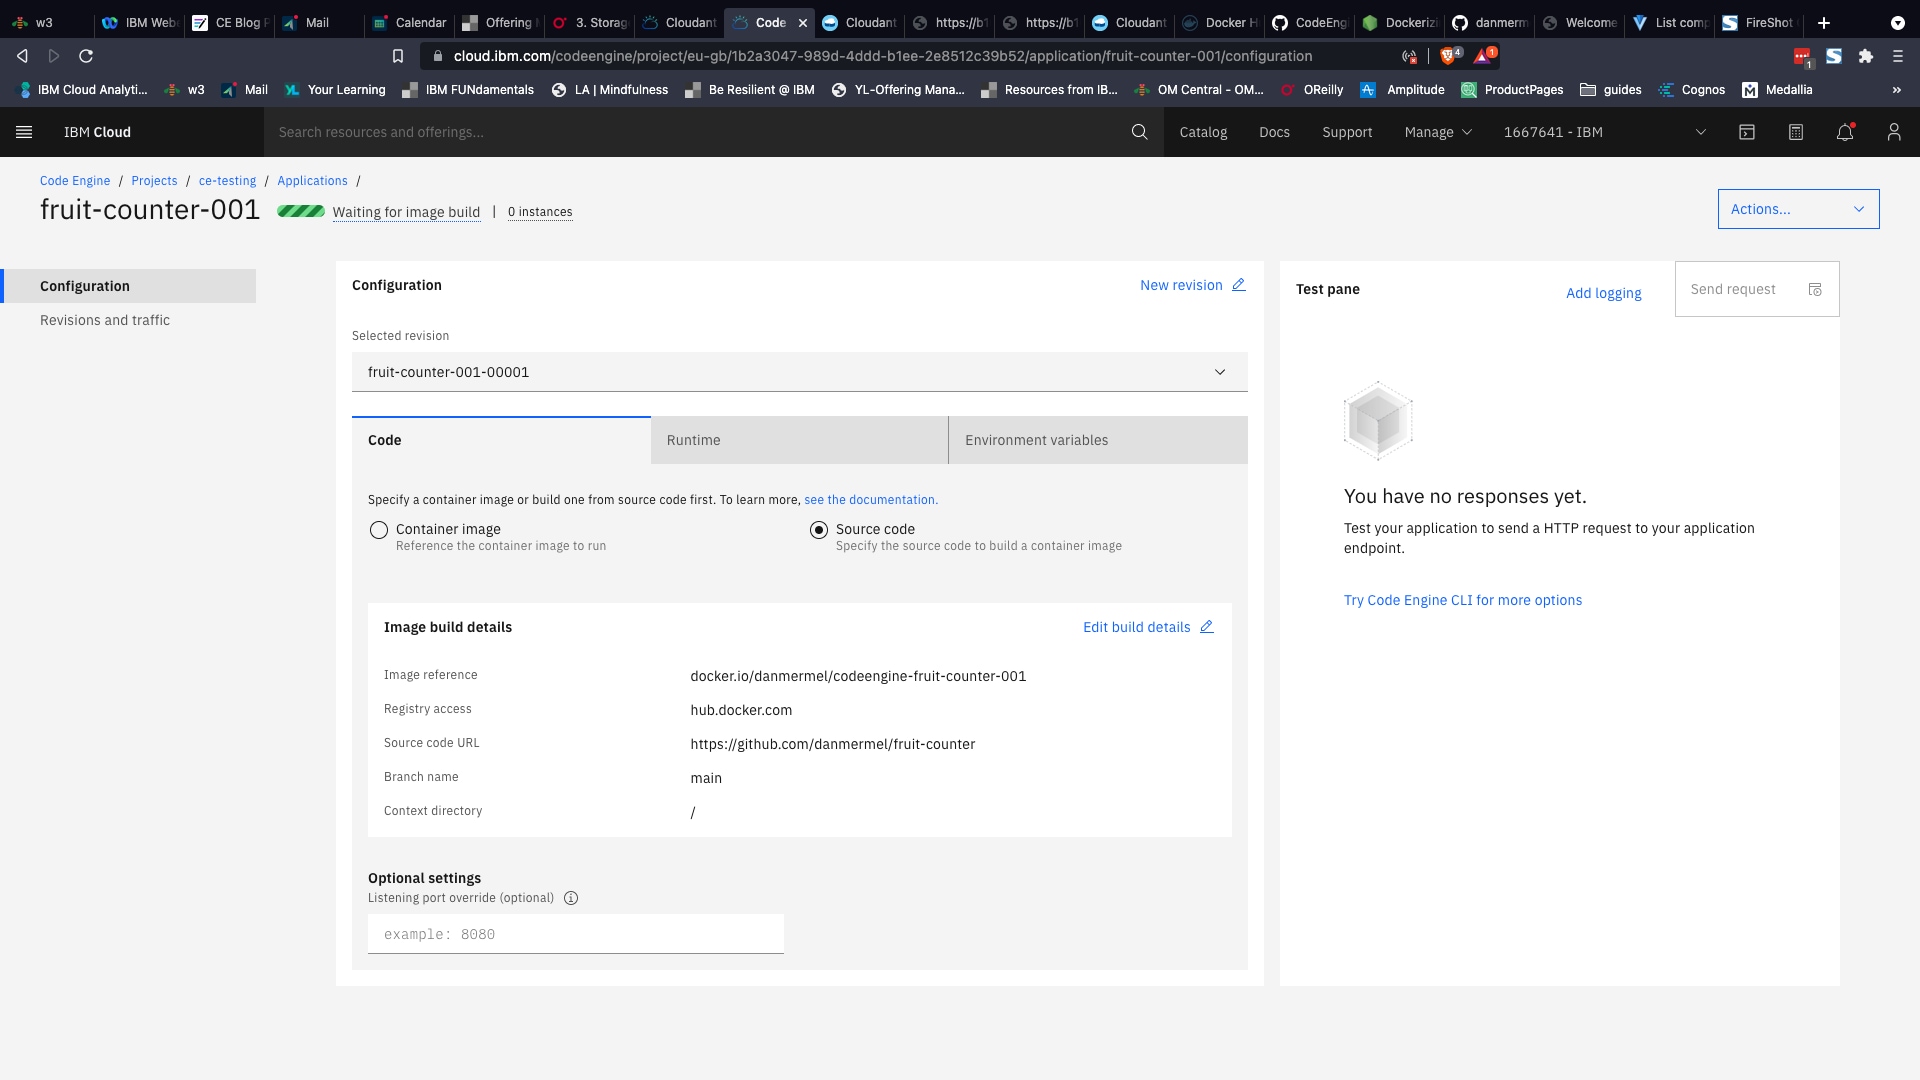 w3
IBM Web
CE Blog P
Mail
Calendar
Offering
3. Storag
Cloudant
Code
Cloudant
https://b1
https://b1
Cloudant
Docker H
CodeEng
Dockerizi
danmerm
Welcome
List comp
FireShot
cloud.ibm.com/codeengine/project/eu-gb/1b2a3047-989d-4ddd-b1ee-2e8512c39b52/application/fruit-counter-001/configuration
4
1
1
IBM Cloud Analyti...
w3
Mail
Your Learning
IBM FUNdamentals
LA | Mindfulness
Be Resilient @ IBM
YL-Offering Mana...
Resources from IB...
OM Central - OM...
OReilly
Amplitude
ProductPages
guides
Cognos
Medallia
»
IBM Cloud
Search resources and offerings...
Catalog
Docs
Support
Manage
1667641 - IBM
Code Engine / Projects / ce-testing / Applications /
fruit-counter-001
Waiting for image build | 0 instances
Actions...
Configuration
Revisions and traffic
Configuration
New revision
Selected revision
fruit-counter-001-00001
Code
Runtime
Environment variables
Specify a container image or build one from source code first. To learn more, see the documentation.
Container image
Reference the container image to run
Source code
Specify the source code to build a container image
Image build details
Edit build details
Image reference
docker.io/danmermel/codeengine-fruit-counter-001
Registry access
hub.docker.com
Source code URL
https://github.com/danmermel/fruit-counter
Branch name
main
Context directory
/
Optional settings
Listening port override (optional)
example: 8080
Test pane
Add logging
Send request
You have no responses yet.
Test your application to send a HTTP request to your application
endpoint.
Try Code Engine CLI for more options